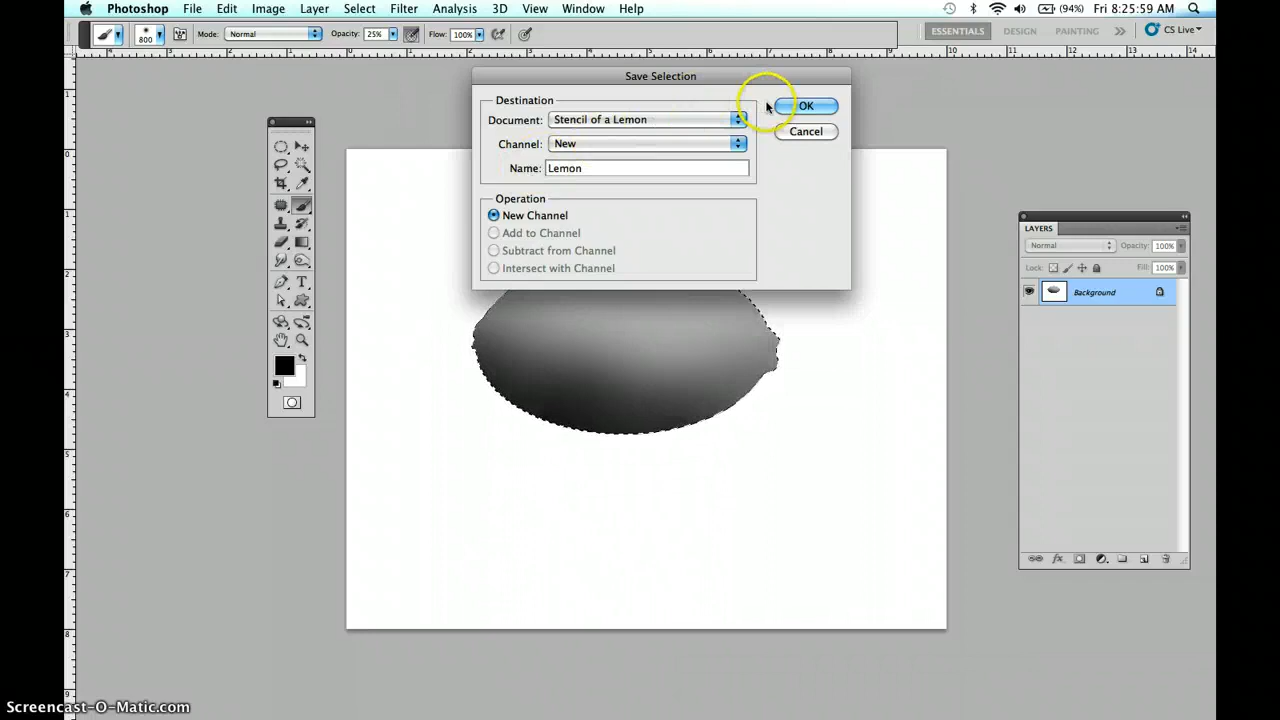 Photoshop File Edit Image Layer Select Filter Analysis 3D View Window Help (94%) Fri 8:25:59 AM
800 Mode: Normal Opacity: 25% Flow: 100% ESSENTIALS DESIGN PAINTING >> CS Live
Save Selection
Destination
Document: Stencil of a Lemon
Channel: New
Name: Lemon
OK
Cancel
Operation
New Channel
Add to Channel
Subtract from Channel
Intersect with Channel
LAYERS
Normal Opacity: 100%
Lock: Fill: 100%
Background
Screencast-O-Matic.com